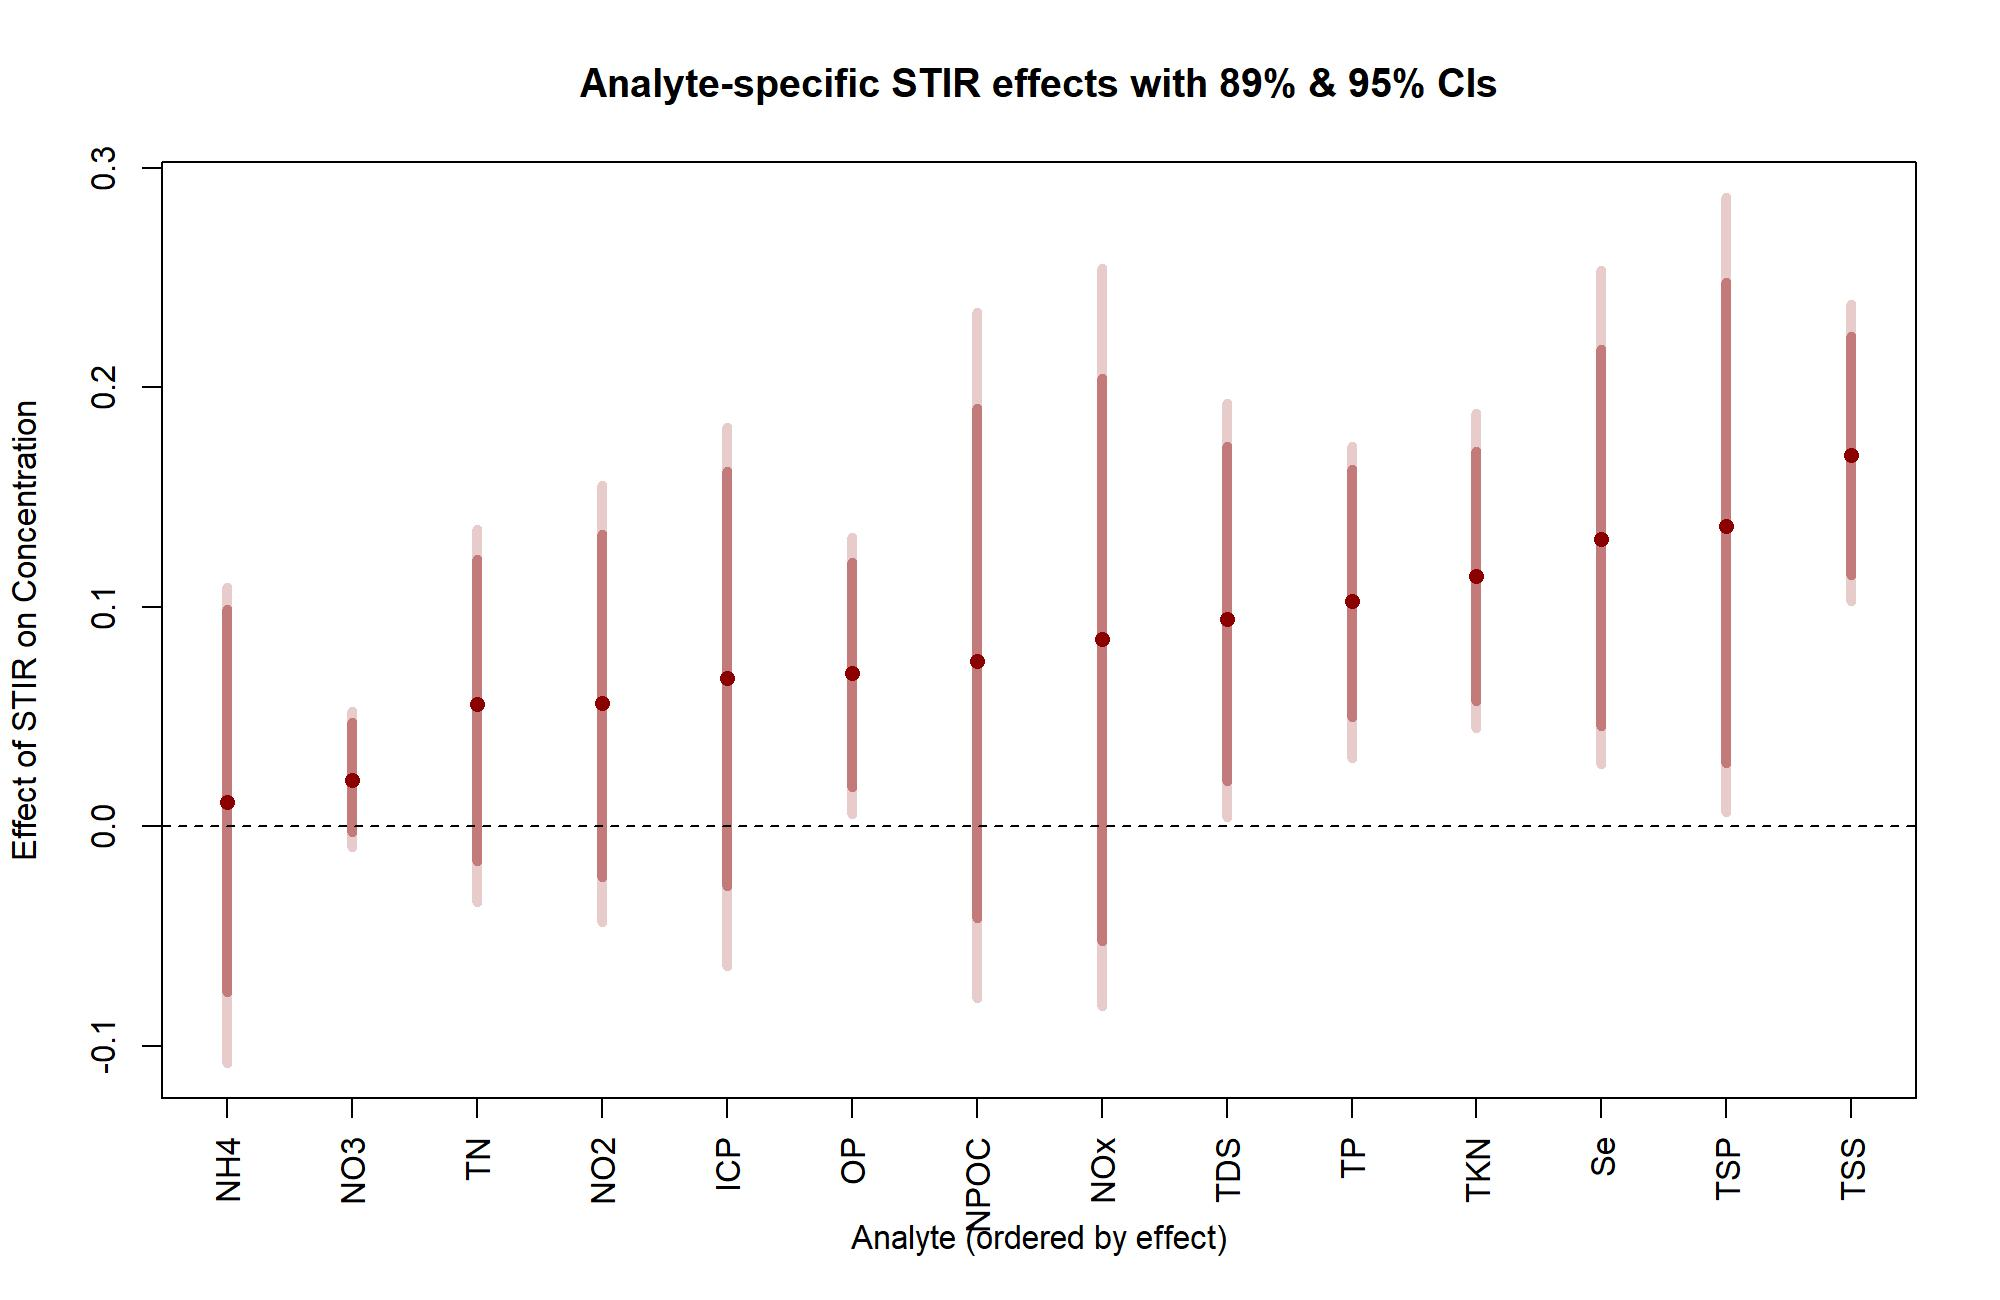 Analyte-specific STIR effects with 89% & 95% CIs
Effect of STIR on Concentration
0.3
0.2
0.1
0.0
-0.1
NH4
NO3
TN
NO2
ICP
OP
NPOC
NOx
TDS
TP
TKN
Se
TSP
TSS
Analyte (ordered by effect)